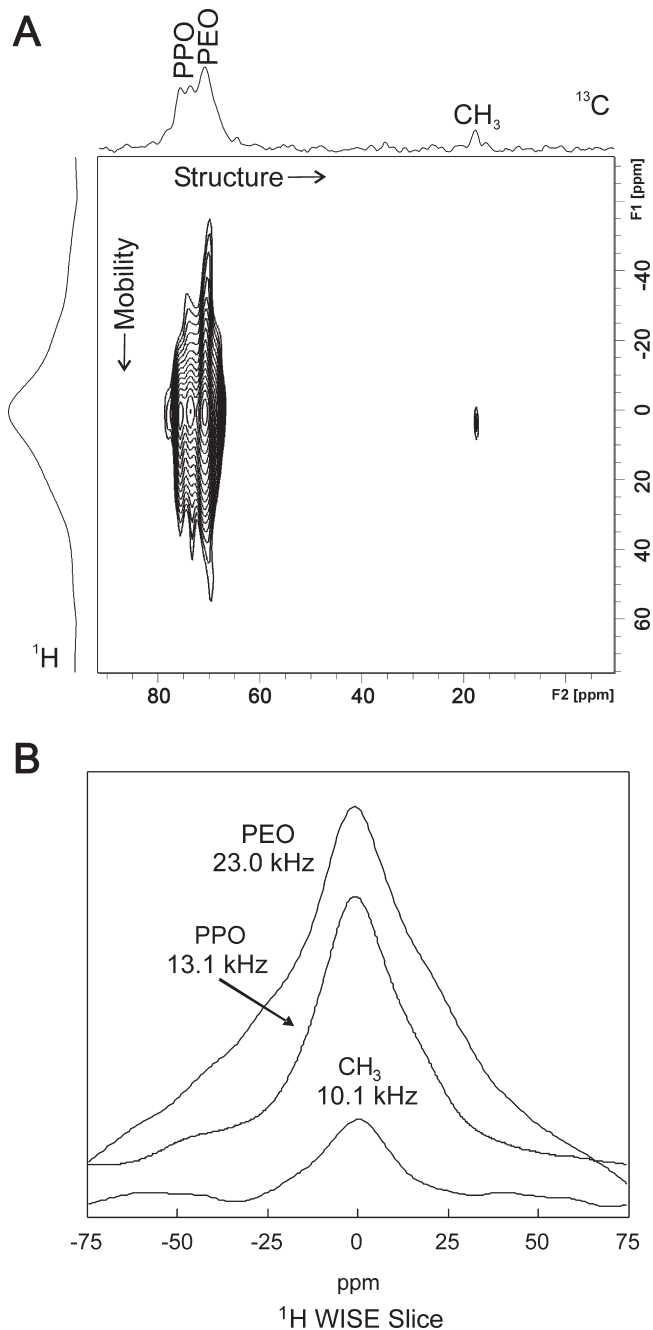 A
PPO
PEO
CH3
13C
Structure
Mobility
F1 [ppm]
-40
-20
0
20
40
60
1H
80
60
40
20
F2 [ppm]
B
PEO
23.0 kHz
PPO
13.1 kHz
CH3
10.1 kHz
-75
-50
-25
0
25
50
75
ppm
1H WISE Slice